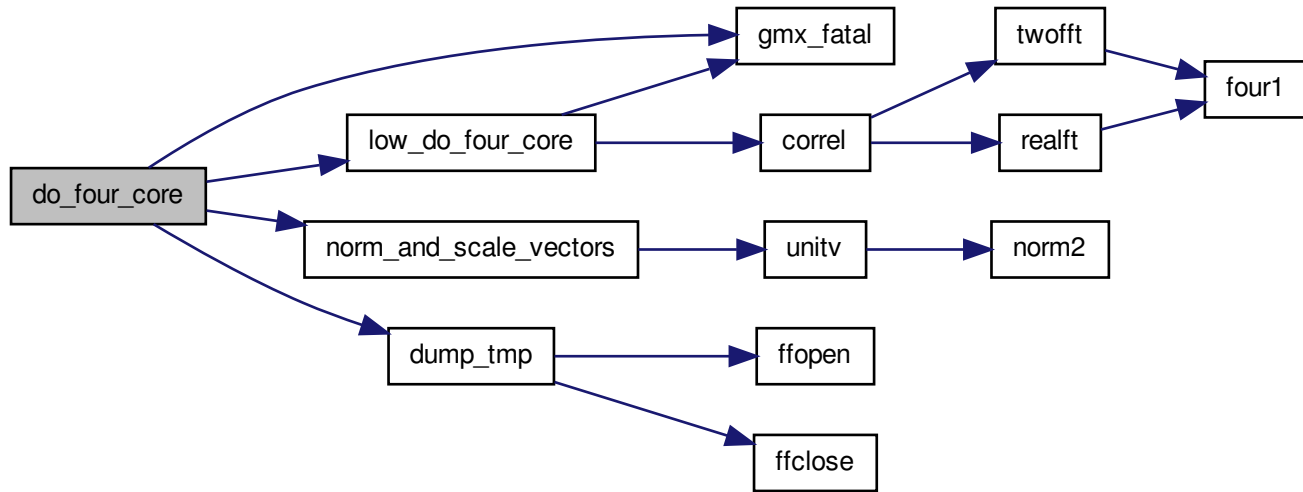 gmx_fatal
twofft
four1
low_do_four_core
correl
realft
do_four_core
norm_and_scale_vectors
unitv
norm2
dump_tmp
ffopen
ffclose